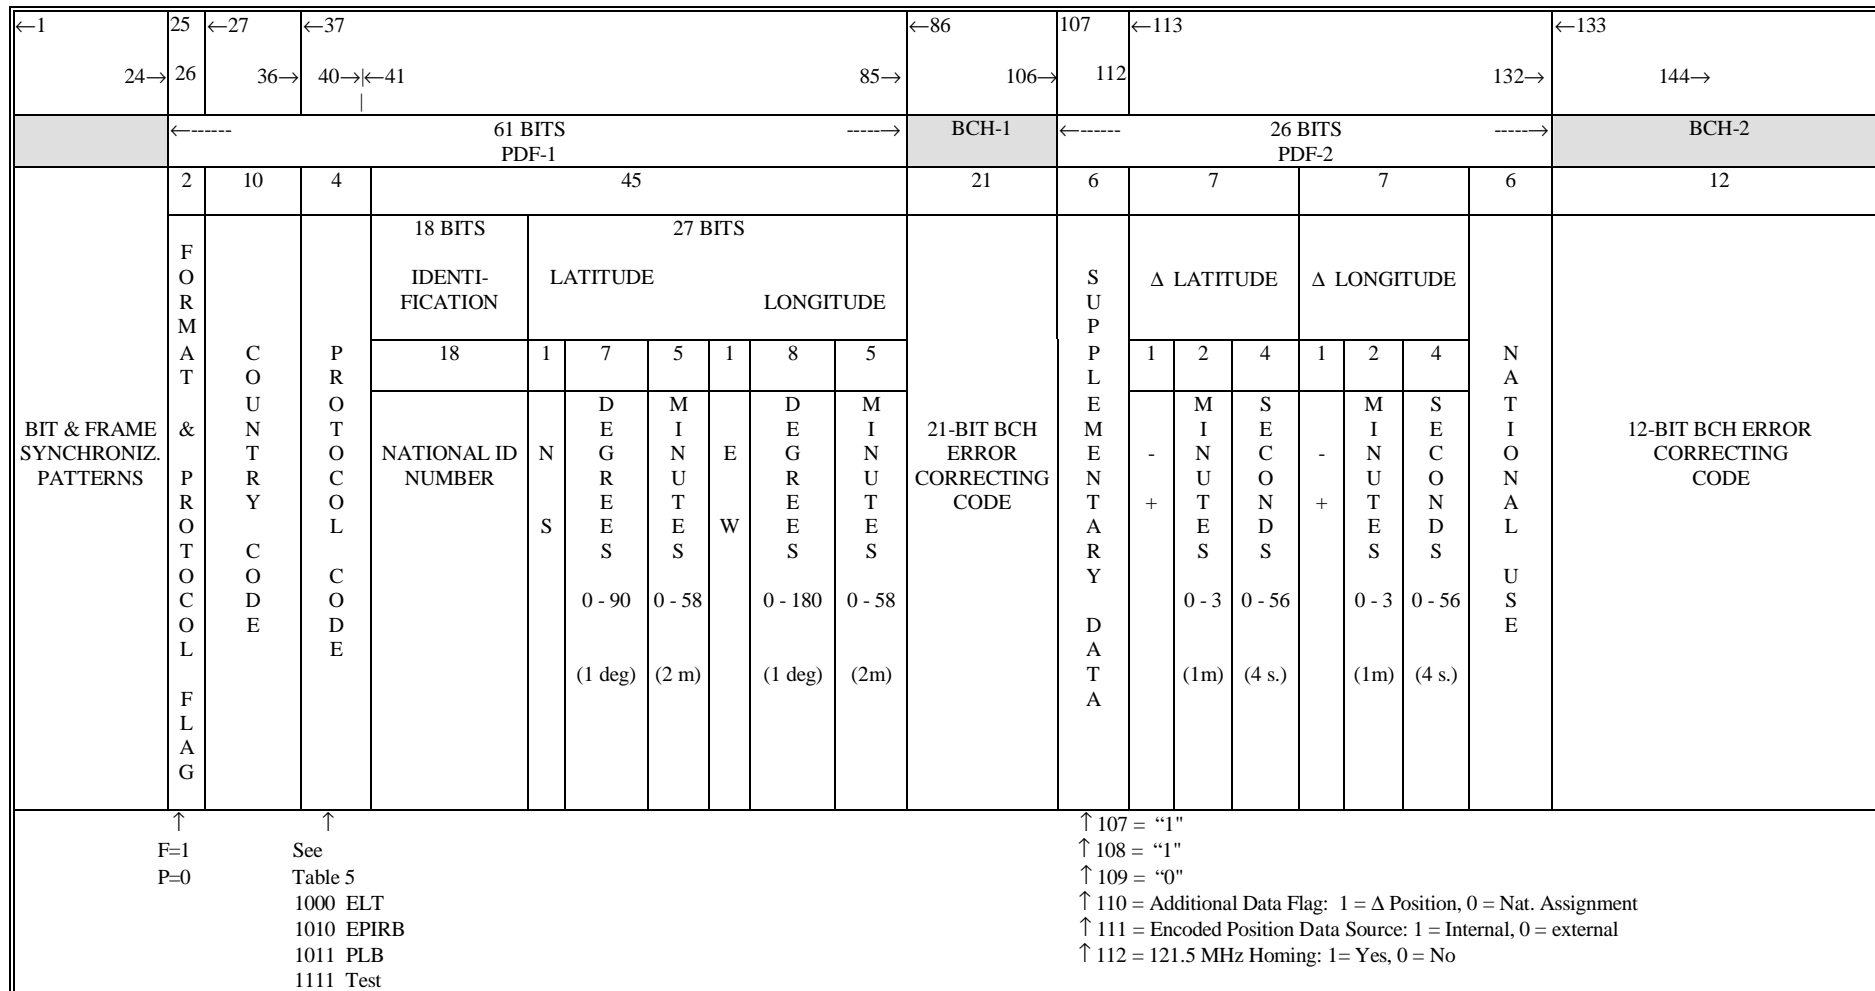 ←1 25 ←27 ←37 ←86 107 ←113 ←133
24→ 26 36→ 40→|←41 85→ 106→ 112 132→ 144→
|
←------ 61 BITS -----→ BCH-1 ←------ 26 BITS -----→ BCH-2
PDF-1 PDF-2
2 10 4 45 21 6 7 7 6 12
18 BITS 27 BITS
IDENTI-
FICATION
LATITUDE
LONGITUDE
Δ LATITUDE Δ LONGITUDE
18 1 7 5 1 8 5 1 2 4 1 2 4
BIT & FRAME
SYNCHRONIZ.
PATTERNS
FORMAT & PROTOCOL FLAG
COUNTRY CODE
PROTOCOL CODE
NATIONAL ID
NUMBER
N
S
DEGREES
0 - 90
(1 deg)
MINUTES
0 - 58
(2 m)
E
W
DEGREES
0 - 180
(1 deg)
MINUTES
0 - 58
(2m)
21-BIT BCH
ERROR
CORRECTING
CODE
SUPPLEMENTARY DATA
-
+
MINUTES
0 - 3
(1m)
SECONDS
0 - 56
(4 s.)
-
+
MINUTES
0 - 3
(1m)
SECONDS
0 - 56
(4 s.)
NATIONAL USE
12-BIT BCH ERROR
CORRECTING
CODE
↑
F=1
P=0
↑
See
Table 5
1000 ELT
1010 EPIRB
1011 PLB
1111 Test
↑ 107 = “1"
↑ 108 = “1"
↑ 109 = “0"
↑ 110 = Additional Data Flag: 1 = Δ Position, 0 = Nat. Assignment
↑ 111 = Encoded Position Data Source: 1 = Internal, 0 = external
↑ 112 = 121.5 MHz Homing: 1= Yes, 0 = No